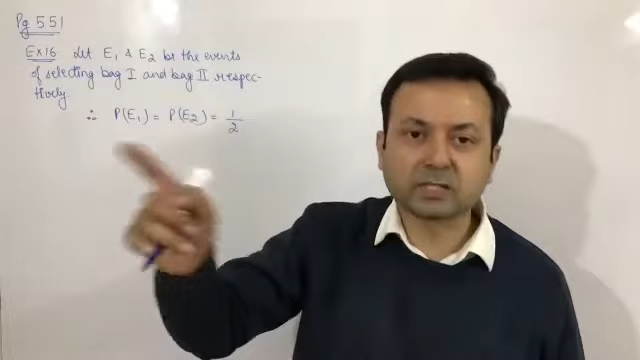 Pg 551
Ex16 Let E₁ & E₂ be the events
of selecting bag I and bag II respec-
tively.
∴ P(E₁) = P(E₂) = 1/2